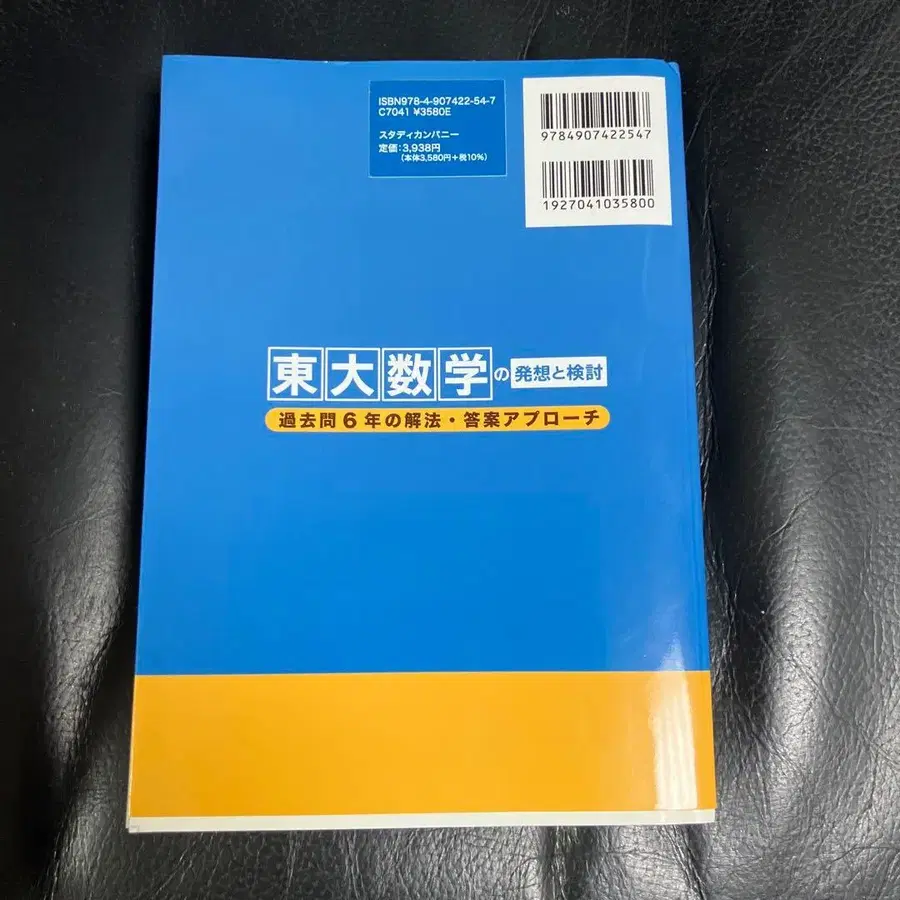 ISBN978-4-907422-54-7
C7041 ¥3580E
スタディカンパニー
定価：3,938円
（本体3,580円＋税10%）
9784907422547
1927041035800
東大数学の発想と検討
過去問6年の解法・答案アプローチ